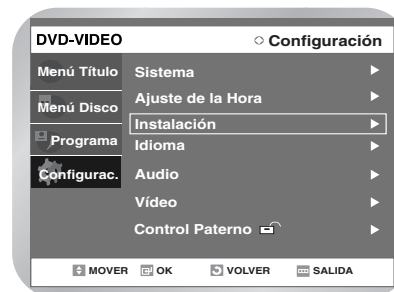 DVD-VIDEO Configuración
Menú Título
Menú Disco
Programa
Configurac.
Sistema
Ajuste de la Hora
Instalación
Idioma
Audio
Vídeo
Control Paterno
MOVER OK VOLVER SALIDA